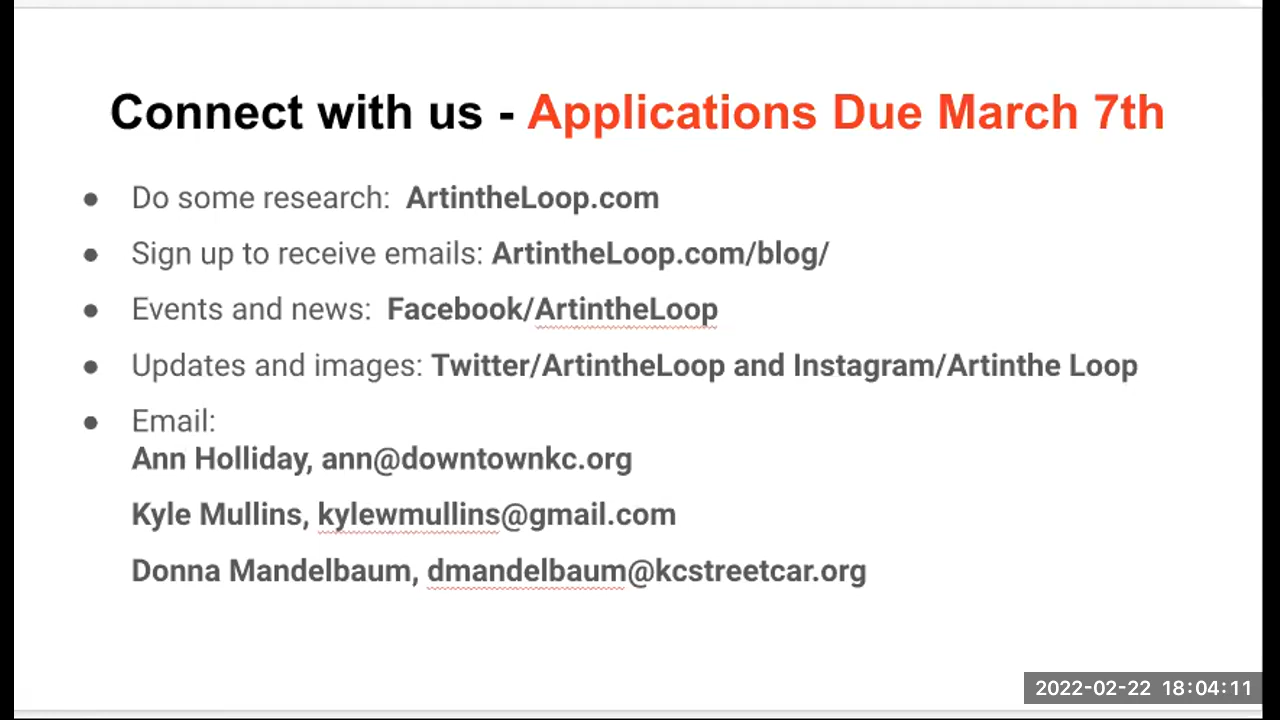 Connect with us - Applications Due March 7th
● Do some research: ArtintheLoop.com
● Sign up to receive emails: ArtintheLoop.com/blog/
● Events and news: Facebook/ArtintheLoop
● Updates and images: Twitter/ArtintheLoop and Instagram/Artinthe Loop
● Email:
Ann Holliday, ann@downtownkc.org
Kyle Mullins, kylewmullins@gmail.com
Donna Mandelbaum, dmandelbaum@kcstreetcar.org
2022-02-22 18:04:11